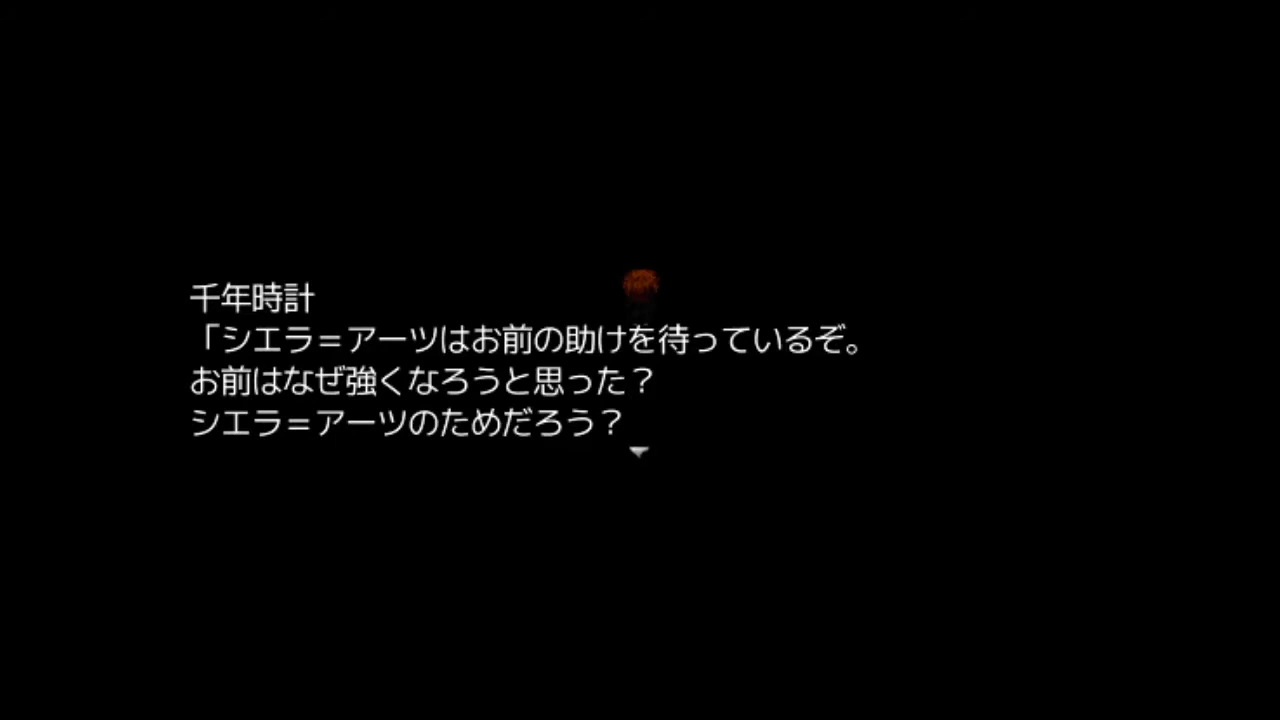 千年時計
「シエラ＝アーツはお前の助けを待っているぞ。
お前はなぜ強くなろうと思った？
シエラ＝アーツのためだろう？